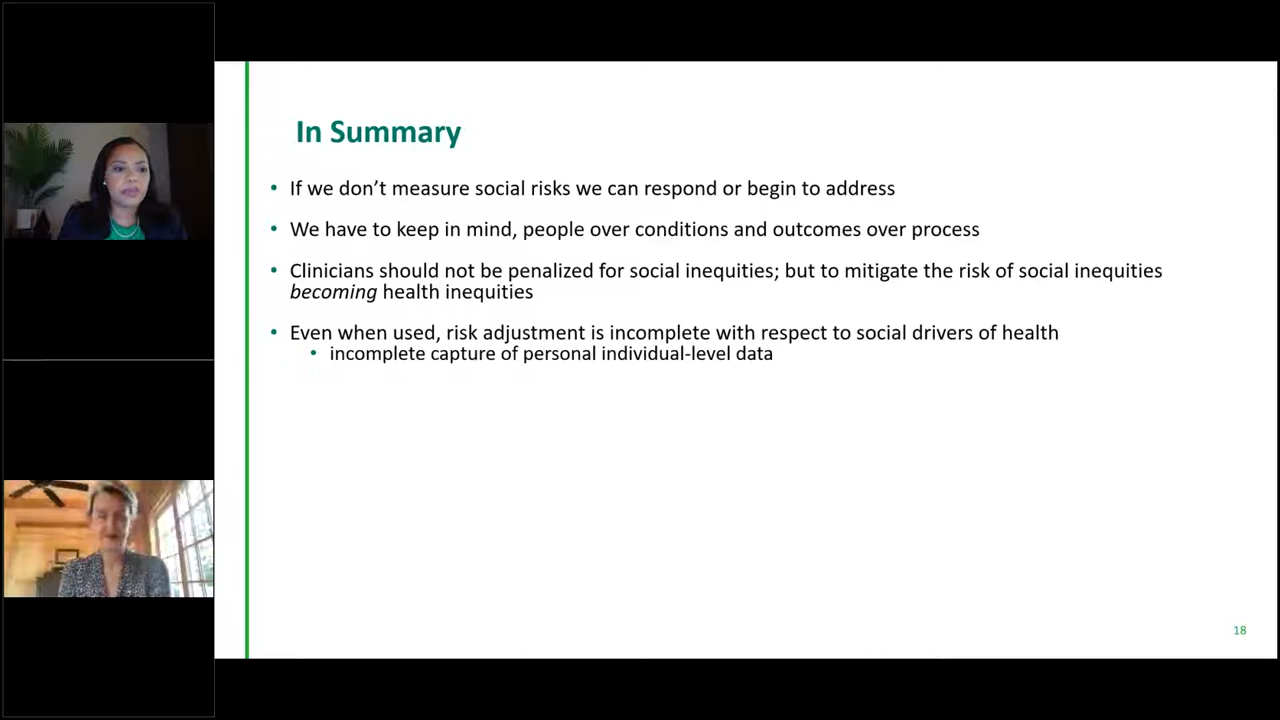 In Summary
• If we don’t measure social risks we can respond or begin to address
• We have to keep in mind, people over conditions and outcomes over process
• Clinicians should not be penalized for social inequities; but to mitigate the risk of social inequities
becoming health inequities
• Even when used, risk adjustment is incomplete with respect to social drivers of health
• incomplete capture of personal individual-level data
18